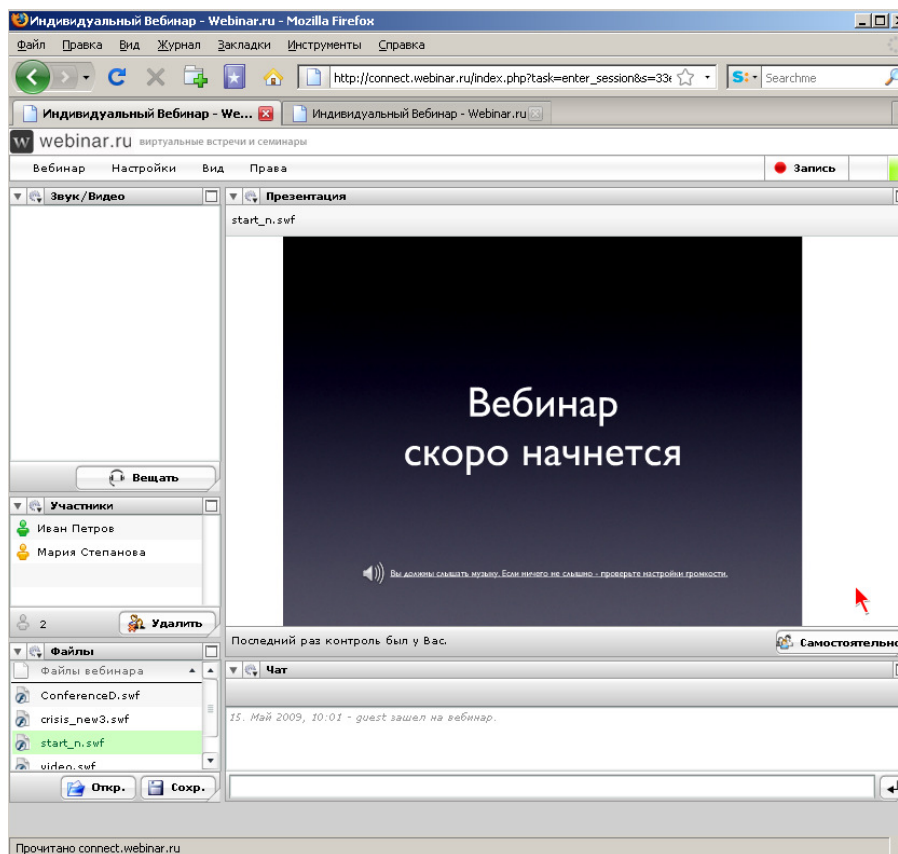 Индивидуальный Вебинар - Webinar.ru - Mozilla Firefox
Файл Правка Вид Журнал Закладки Инструменты Справка
http://connect.webinar.ru/index.php?task=enter_session&s=33 S: Searchme
Индивидуальный Вебинар - We... Индивидуальный Вебинар - Webinar.ru
w webinar.ru виртуальные встречи и семинары
Вебинар Настройки Вид Права Запись
Звук/Видео
Презентация
start_n.swf
Вебинар
скоро начнется
Вы должны слышать музыку. Если ничего не слышно - проверьте настройки громкости.
Вещать
Участники
Иван Петров
Мария Степанова
2 Удалить
Последний раз контроль был у Вас. Самостоятельно
Файлы
Файлы вебинара
ConferenceD.swf
crisis_new3.swf
start_n.swf
video.swf
Откр. Сохр.
Чат
15. Май 2009, 10:01 - guest зашел на вебинар.
Прочитано connect.webinar.ru